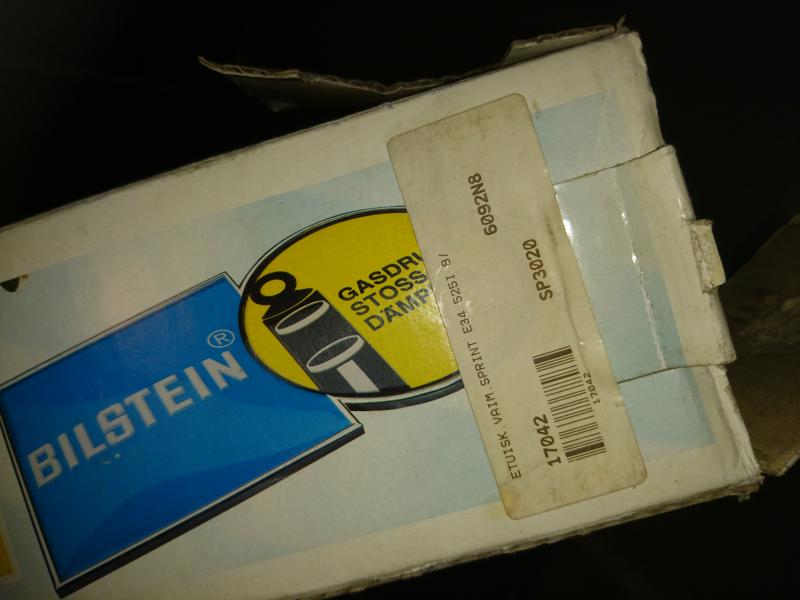 BILSTEIN®
GASDRU
STOSS
DÄMP
ETUISK.VAIM.SPRINT E34 525I 8/
6092N8
SP3020
17042
17042